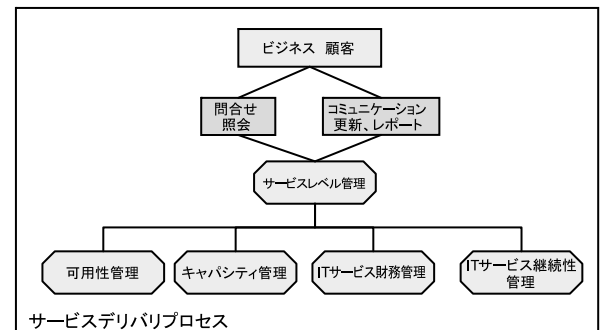 ビジネス 顧客
問合せ
照会
コミュニケーション
更新、レポート
サービスレベル管理
可用性管理
キャパシティ管理
ITサービス財務管理
ITサービス継続性
管理
サービスデリバリプロセス